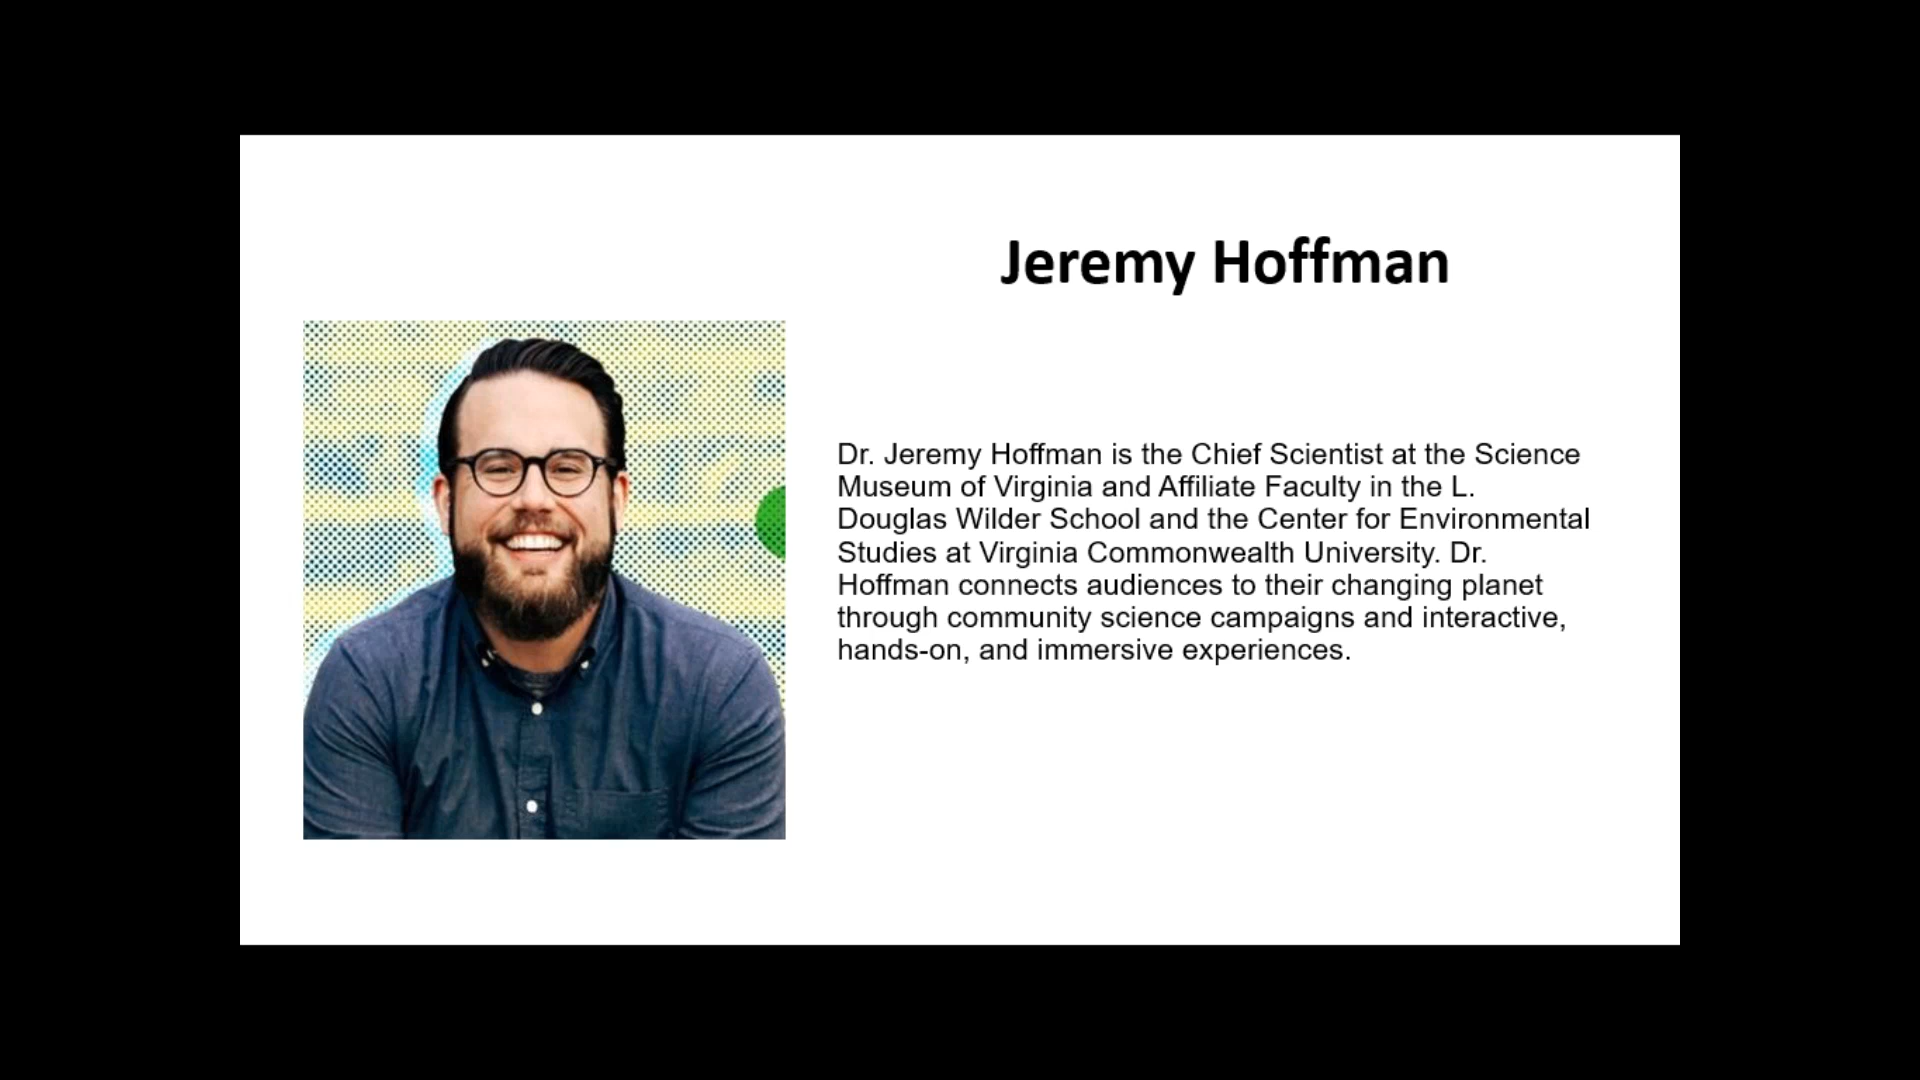 Jeremy Hoffman
Dr. Jeremy Hoffman is the Chief Scientist at the Science
Museum of Virginia and Affiliate Faculty in the L.
Douglas Wilder School and the Center for Environmental
Studies at Virginia Commonwealth University. Dr.
Hoffman connects audiences to their changing planet
through community science campaigns and interactive,
hands-on, and immersive experiences.